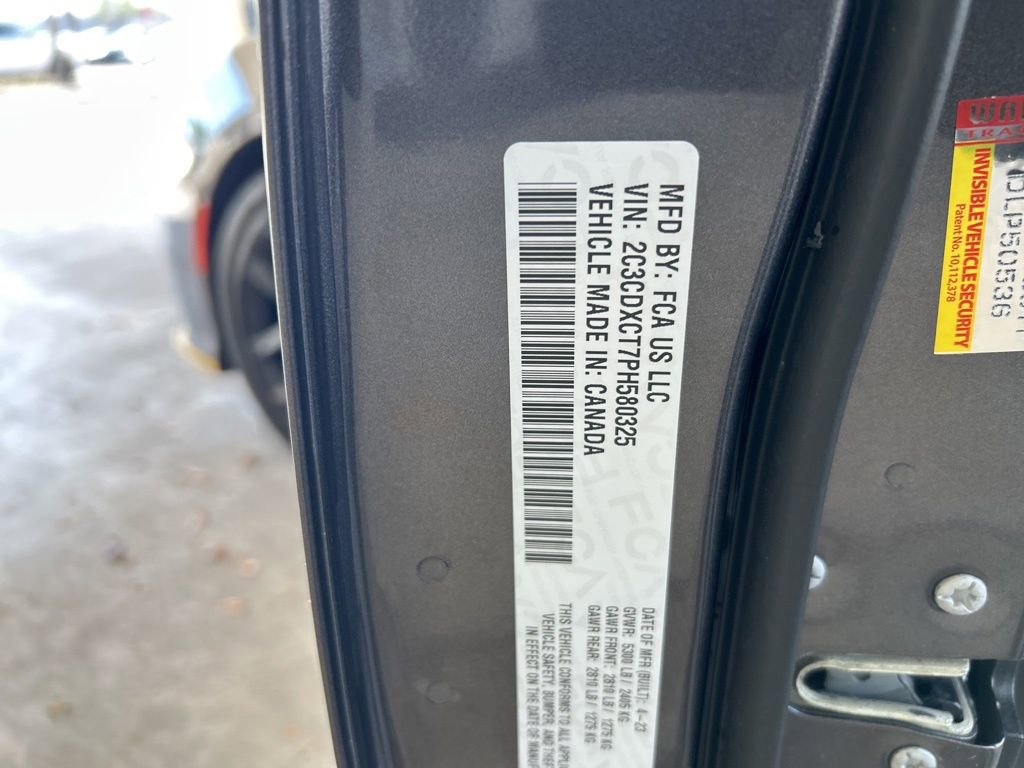 MFD BY: FCA US LLC
VIN: 2C3CDXCT7PH580325
VEHICLE MADE IN: CANADA
DATE OF MFR (BUILT): 4-23
GVWR: 5300 LB / 2405 KG
GAWR FRONT: 2810 LB / 1275 KG
GAWR REAR: 2810 LB / 1275 KG
THIS VEHICLE CONFORMS TO ALL APPLI
VEHICLE SAFETY, BUMPER, AND THEFT
IN EFFECT ON THE DATE OF MANUF
INVISIBLE VEHICLE SECURITY
Patent No. 10,112,378